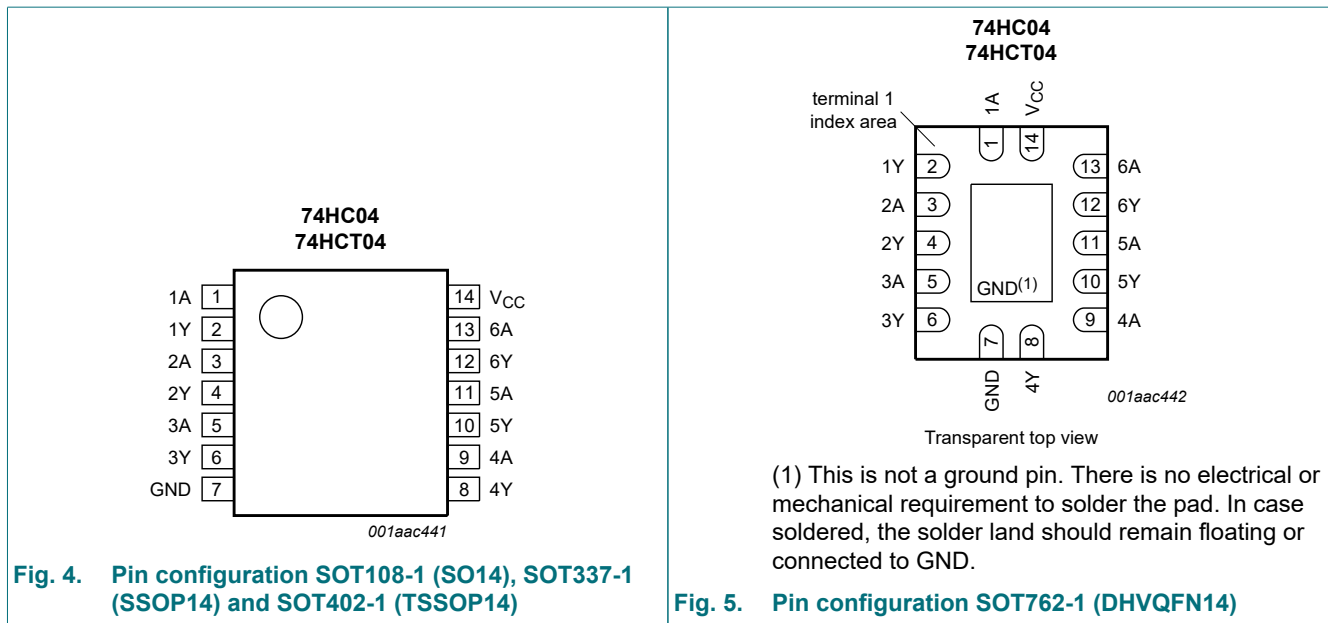 74HC04
74HCT04
1A 1 14 VCC
1Y 2 13 6A
2A 3 12 6Y
2Y 4 11 5A
3A 5 10 5Y
3Y 6 9 4A
GND 7 8 4Y
001aac441
Fig. 4. Pin configuration SOT108-1 (SO14), SOT337-1
(SSOP14) and SOT402-1 (TSSOP14)
74HC04
74HCT04
terminal 1
index area
1A VCC
1 14
1Y 2 13 6A
2A 3 12 6Y
2Y 4 11 5A
3A 5 10 5Y
GND(1)
3Y 6 9 4A
7 8
GND 4Y
001aac442
Transparent top view
(1) This is not a ground pin. There is no electrical or
mechanical requirement to solder the pad. In case
soldered, the solder land should remain floating or
connected to GND.
Fig. 5. Pin configuration SOT762-1 (DHVQFN14)